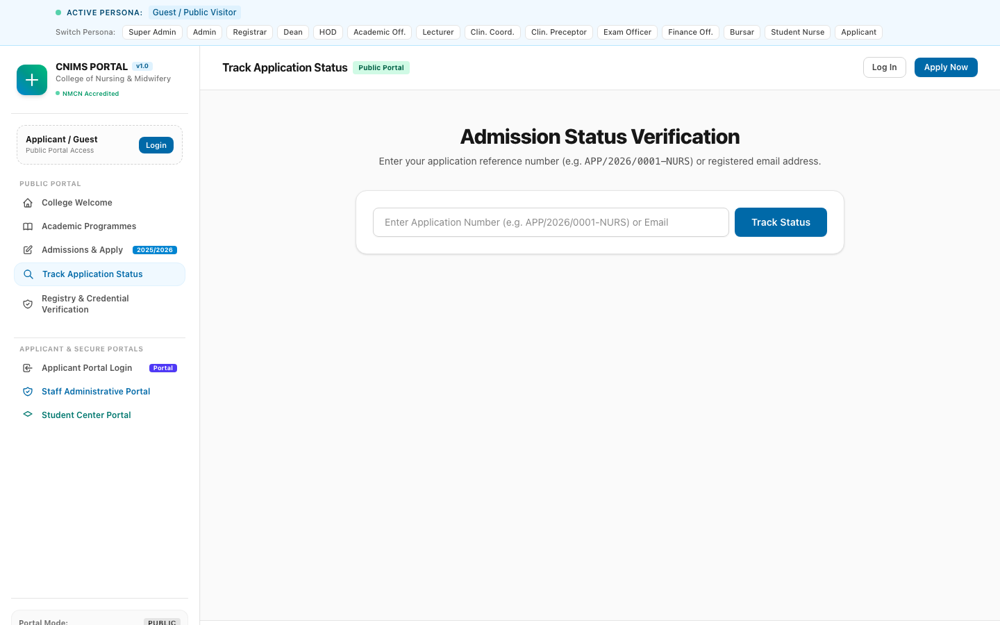 ACTIVE PERSONA: Guest / Public Visitor
Switch Persona: Super Admin Admin Registrar Dean HOD Academic Off. Lecturer Clin. Coord. Clin. Preceptor Exam Officer Finance Off. Bursar Student Nurse Applicant
CNIMS PORTAL v1.0
College of Nursing & Midwifery
NMCN Accredited
Applicant / Guest
Public Portal Access
Login
PUBLIC PORTAL
College Welcome
Academic Programmes
Admissions & Apply 2025/2026
Track Application Status
Registry & Credential
Verification
APPLICANT & SECURE PORTALS
Applicant Portal Login Portal
Staff Administrative Portal
Student Center Portal
Portal Mode: PUBLIC
Track Application Status Public Portal
Log In Apply Now
Admission Status Verification
Enter your application reference number (e.g. APP/2026/0001-NURS) or registered email address.
Enter Application Number (e.g. APP/2026/0001-NURS) or Email
Track Status